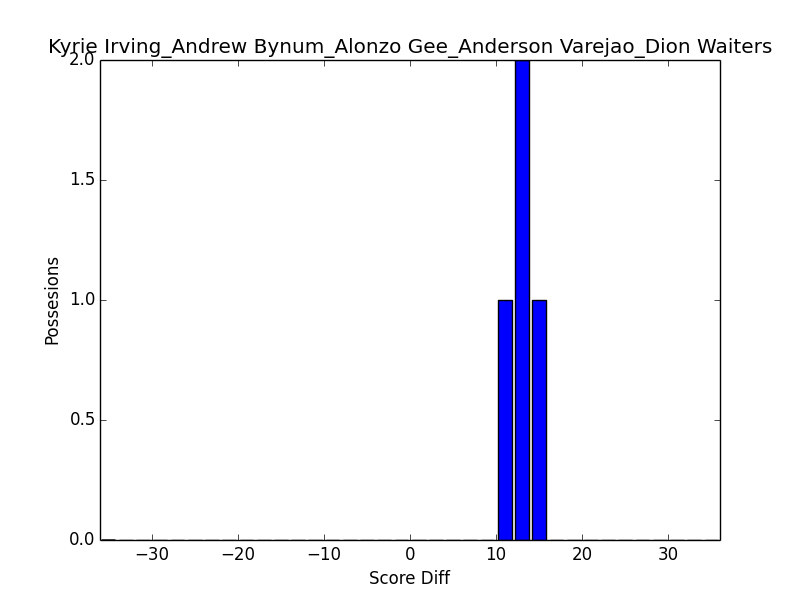 Kyrie Irving_Andrew Bynum_Alonzo Gee_Anderson Varejao_Dion Waiters
2.0
1.5
1.0
0.5
0.0
Possesions
−30 −20 −10 0 10 20 30
Score Diff